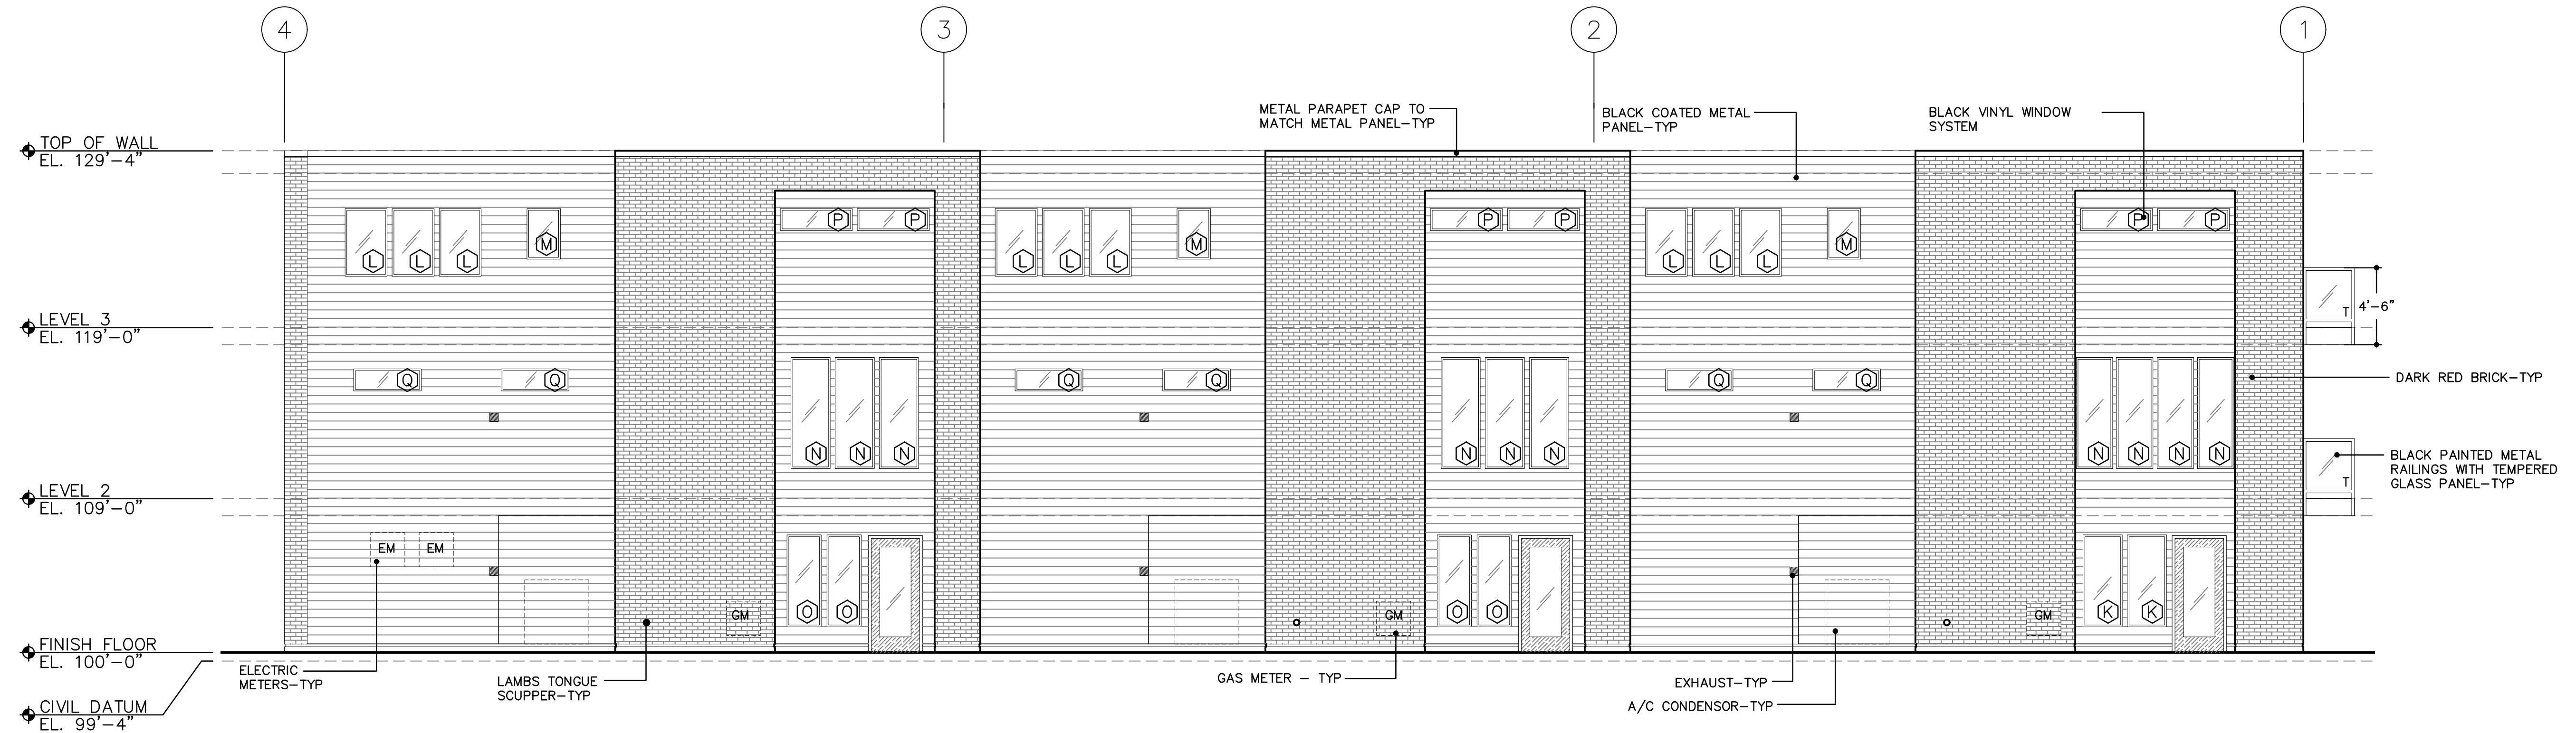 4
3
2
1
METAL PARAPET CAP TO
MATCH METAL PANEL-TYP
BLACK COATED METAL
PANEL-TYP
BLACK VINYL WINDOW
SYSTEM
TOP OF WALL
EL. 129'-4"
P P P P P P
L L L M L L L M L L L M
LEVEL 3
EL. 119'-0"
4'-6"
T
Q Q Q Q Q Q
DARK RED BRICK-TYP
N N N N N N N N N N
BLACK PAINTED METAL
RAILINGS WITH TEMPERED
GLASS PANEL-TYP
T
LEVEL 2
EL. 109'-0"
EM EM
GM O O GM O O GM K K
FINISH FLOOR
EL. 100'-0"
ELECTRIC
METERS-TYP
LAMBS TONGUE
SCUPPER-TYP
GAS METER - TYP
EXHAUST-TYP
A/C CONDENSOR-TYP
CIVIL DATUM
EL. 99'-4"